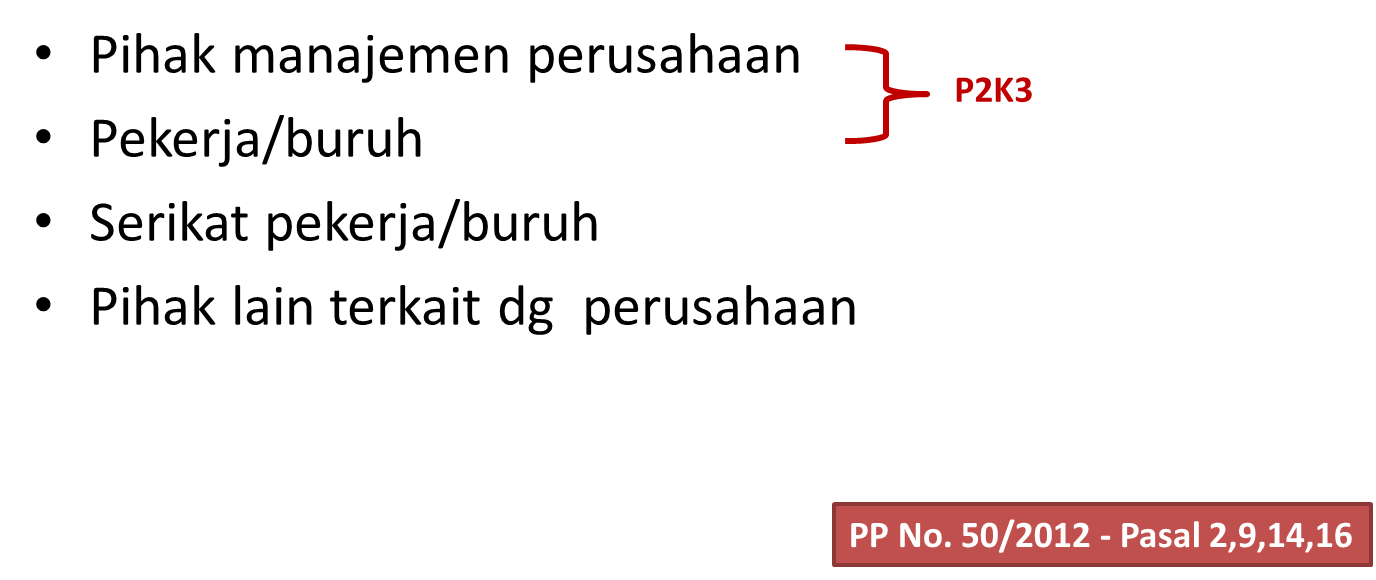 • Pihak manajemen perusahaan
P2K3
• Pekerja/buruh
• Serikat pekerja/buruh
• Pihak lain terkait dg  perusahaan
PP No. 50/2012 - Pasal 2,9,14,16